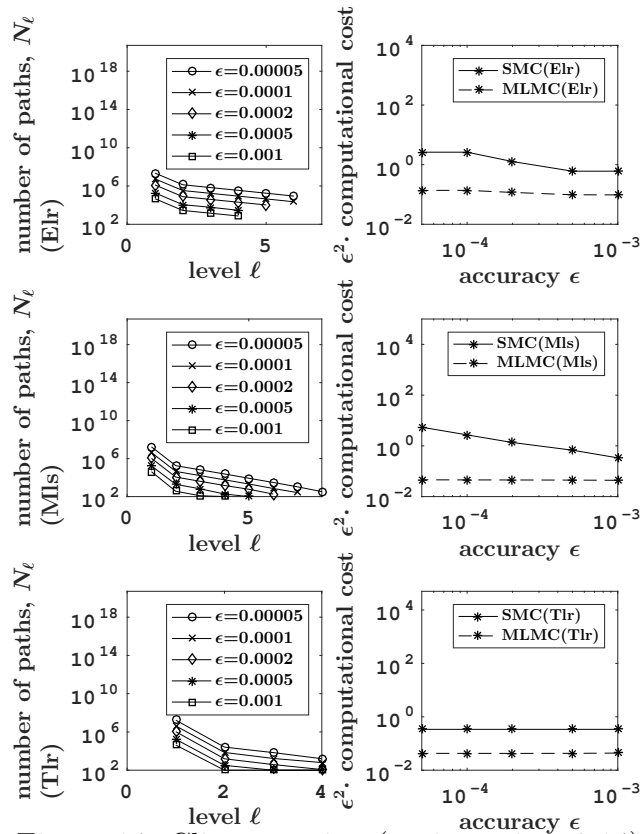 number of paths, N_ℓ
(Elr)
10^18
10^14
10^10
10^6
10^2
0
5
level ℓ
ϵ=0.00005
ϵ=0.0001
ϵ=0.0002
ϵ=0.0005
ϵ=0.001
ϵ²· computational cost
10^4
10^2
10^0
10^-2
10^-4
10^-3
accuracy ϵ
SMC(Elr)
MLMC(Elr)
number of paths, N_ℓ
(Mls)
10^18
10^14
10^10
10^6
10^2
0
5
level ℓ
ϵ=0.00005
ϵ=0.0001
ϵ=0.0002
ϵ=0.0005
ϵ=0.001
ϵ²· computational cost
10^4
10^2
10^0
10^-2
10^-4
10^-3
accuracy ϵ
SMC(Mls)
MLMC(Mls)
number of paths, N_ℓ
(Tlr)
10^18
10^14
10^10
10^6
10^2
0
2
4
level ℓ
ϵ=0.00005
ϵ=0.0001
ϵ=0.0002
ϵ=0.0005
ϵ=0.001
ϵ²· computational cost
10^4
10^2
10^0
10^-2
10^-4
10^-3
accuracy ϵ
SMC(Tlr)
MLMC(Tlr)